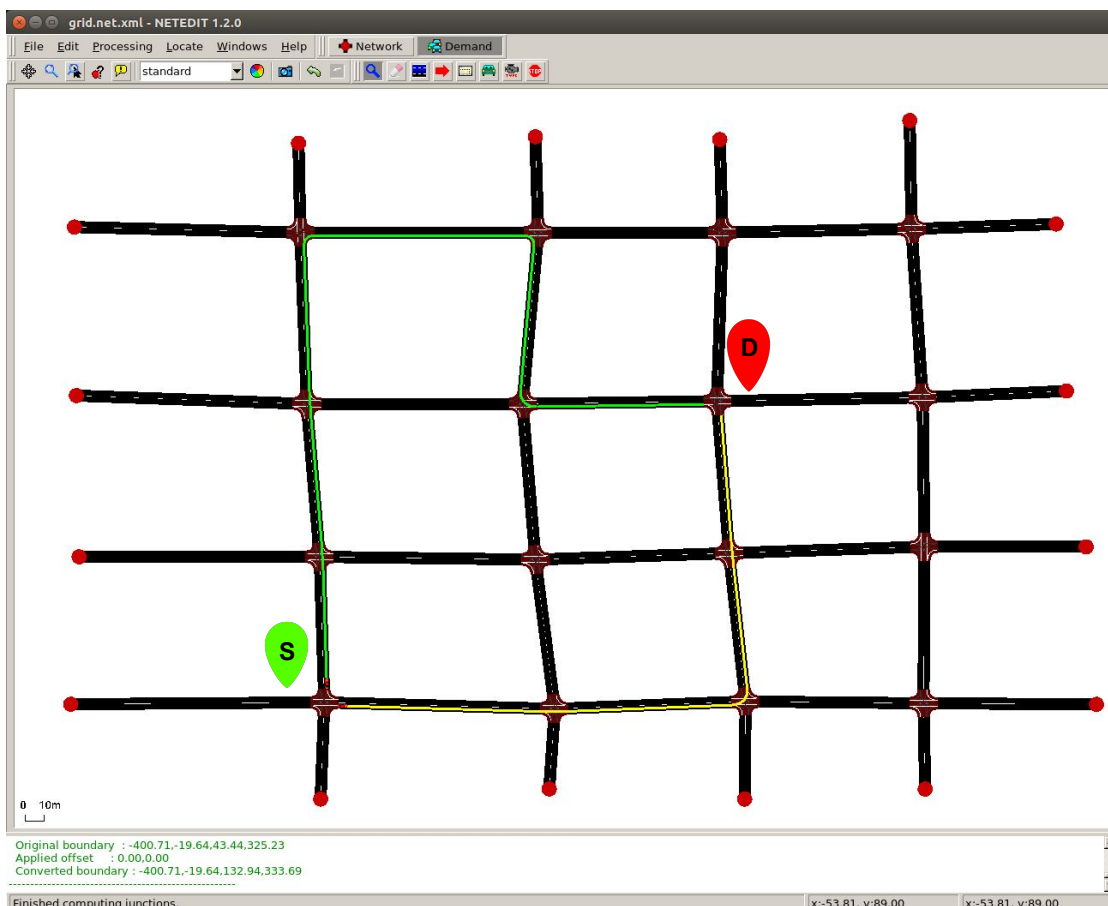 grid.net.xml - NETEDIT 1.2.0
File Edit Processing Locate Windows Help Network Demand
standard
D
S
0 10m
Original boundary : -400.71,-19.64,43.44,325.23
Applied offset : 0.00,0.00
Converted boundary : -400.71,-19.64,132.94,333.69
----------------------------------------------------
Finished computing junctions. x:-53.81, y:89.00 x:-53.81, y:89.00